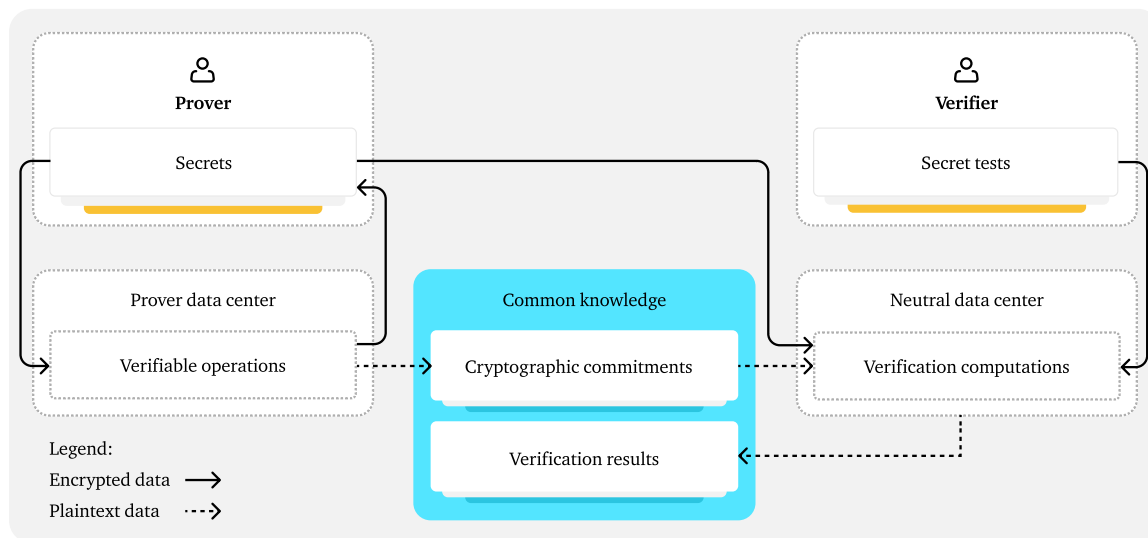 Prover
Secrets
Verifier
Secret tests
Prover data center
Verifiable operations
Common knowledge
Cryptographic commitments
Verification results
Neutral data center
Verification computations
Legend:
Encrypted data
Plaintext data